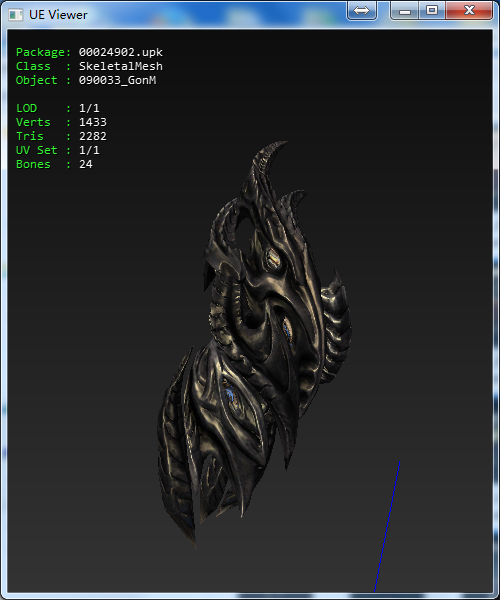 UE Viewer
Package: 00024902.upk
Class : SkeletalMesh
Object : 090033_GonM
LOD : 1/1
Verts : 1433
Tris : 2282
UV Set : 1/1
Bones : 24